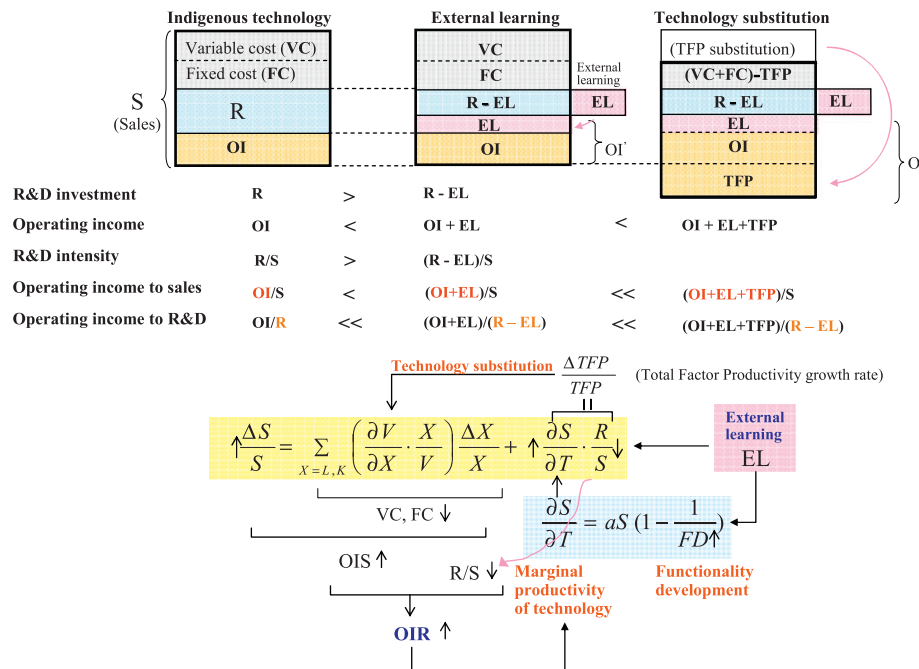 Indigenous technology External learning Technology substitution
Variable cost (VC) VC (TFP substitution)
Fixed cost (FC) FC External learning (VC+FC)-TFP
S (Sales) R R - EL EL R - EL EL
EL EL
OI OI OI' OI O
TFP
R&D investment R > R - EL
Operating income OI < OI + EL < OI + EL+TFP
R&D intensity R/S > (R - EL)/S
Operating income to sales OI/S < (OI+EL)/S << (OI+EL+TFP)/S
Operating income to R&D OI/R << (OI+EL)/(R – EL) << (OI+EL+TFP)/(R – EL)
Technology substitution ΔTFP/TFP (Total Factor Productivity growth rate)
↑ ΔS/S = ∑ X=L,K (∂V/∂X · X/V) ΔX/X + ↑ ∂S/∂T · R/S ↓
External learning
EL
VC, FC ↓
∂S/∂T = aS (1 - 1/FD↑)
OIS ↑
R/S ↓
Marginal productivity of technology
Functionality development
OIR ↑